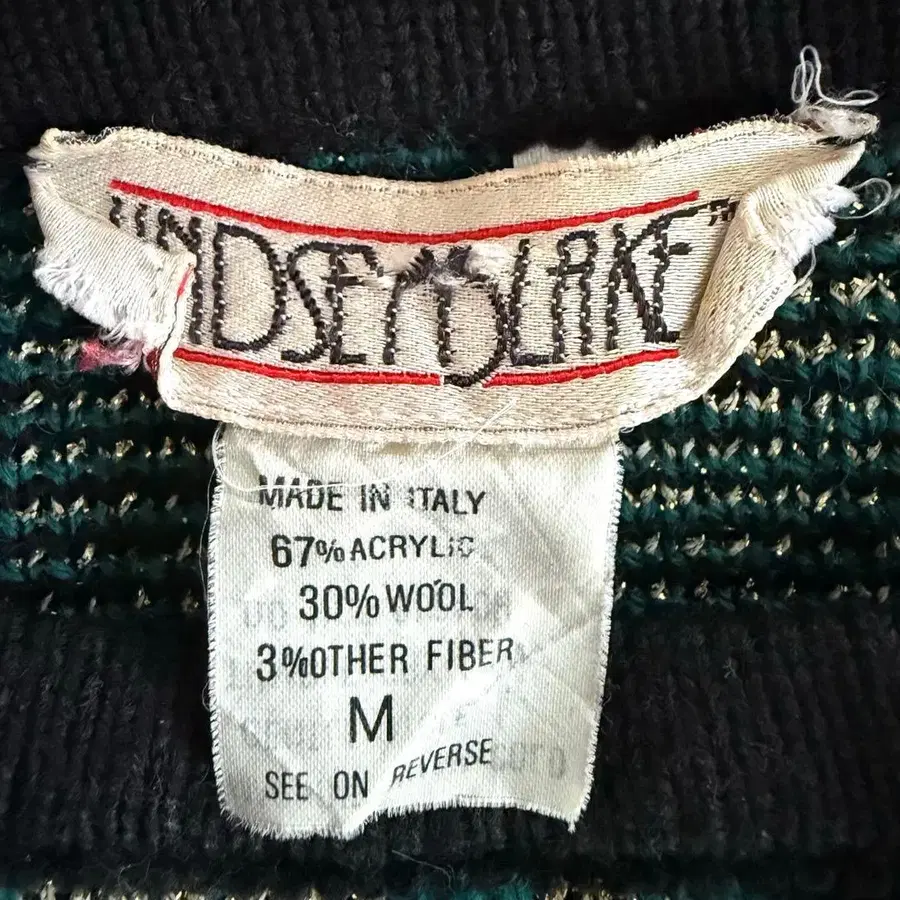 "LINDSEY BLAKE"
MADE IN ITALY
67% ACRYLIC
30% WOOL
3% OTHER FIBER
M
SEE ON REVERSE